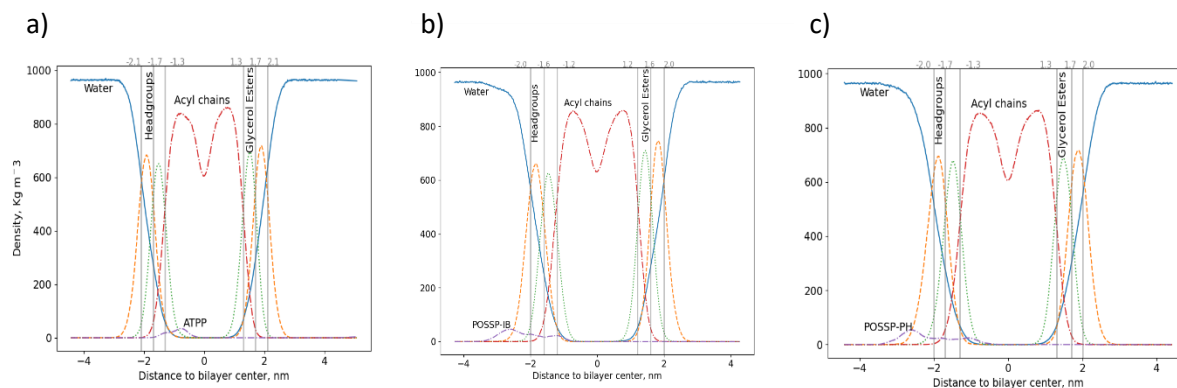 a)
b)
c)
-2.1 -1.7 -1.3 1.3 1.7 2.1
1000
800
600
400
200
0
Density, Kg m⁻³
Water
Headgroups
Acyl chains
Glycerol Esters
ATPP
−4 −2 0 2 4
Distance to bilayer center, nm
-2.0 -1.6 -1.2 1.2 1.6 2.0
1000
800
600
400
200
0
Water
Headgroups
Acyl chains
Glycerol Esters
POSSP-IB
−4 −2 0 2 4
Distance to bilayer center, nm
-2.0 -1.7 -1.3 1.3 1.7 2.0
1000
800
600
400
200
0
Water
Headgroups
Acyl chains
Glycerol Esters
POSSP-PH
−4 −2 0 2 4
Distance to bilayer center, nm